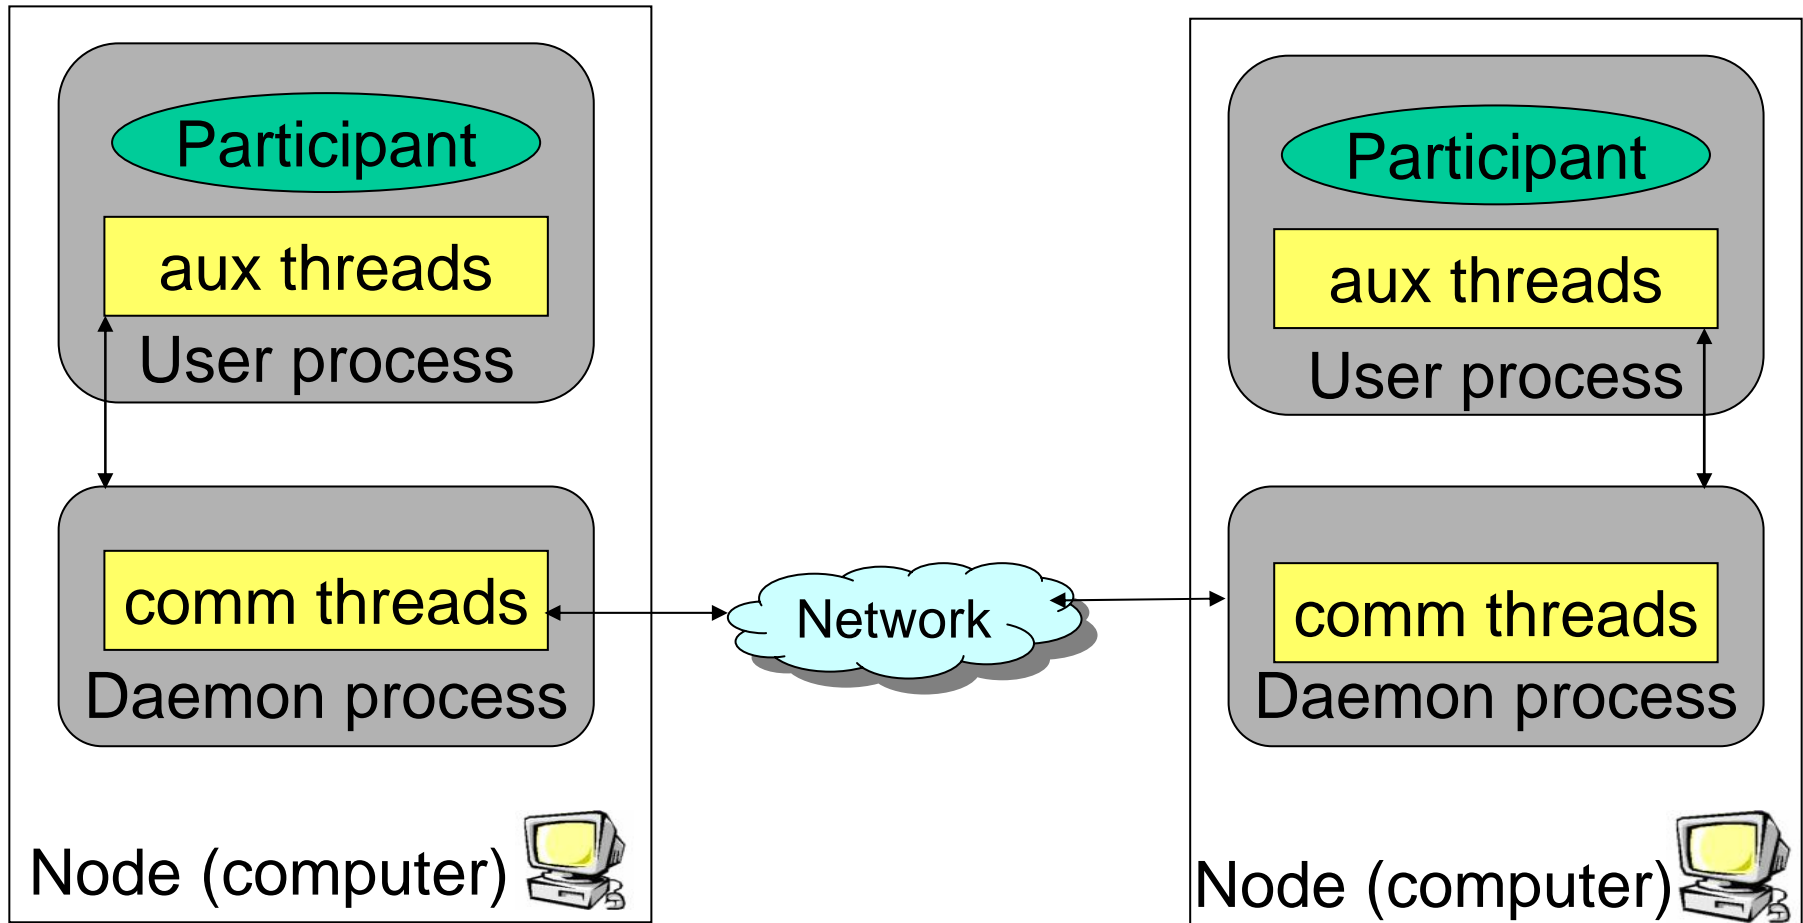 Participant
aux threads
User process
comm threads
Daemon process
Node (computer)
Network
Participant
aux threads
User process
comm threads
Daemon process
Node (computer)